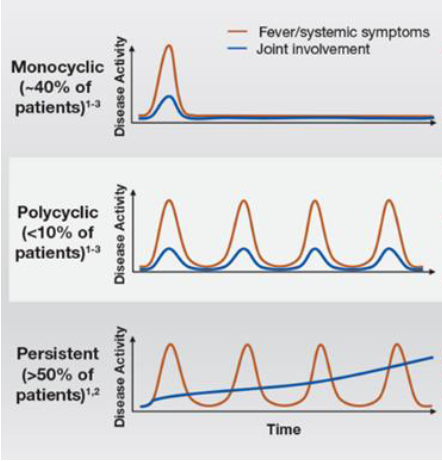 Fever/systemic symptoms
Joint involvement
Monocyclic
(~40% of
patients)¹⁻³
Disease Activity
Polycyclic
(<10% of
patients)¹⁻³
Disease Activity
Persistent
(>50% of
patients)¹,²
Disease Activity
Time